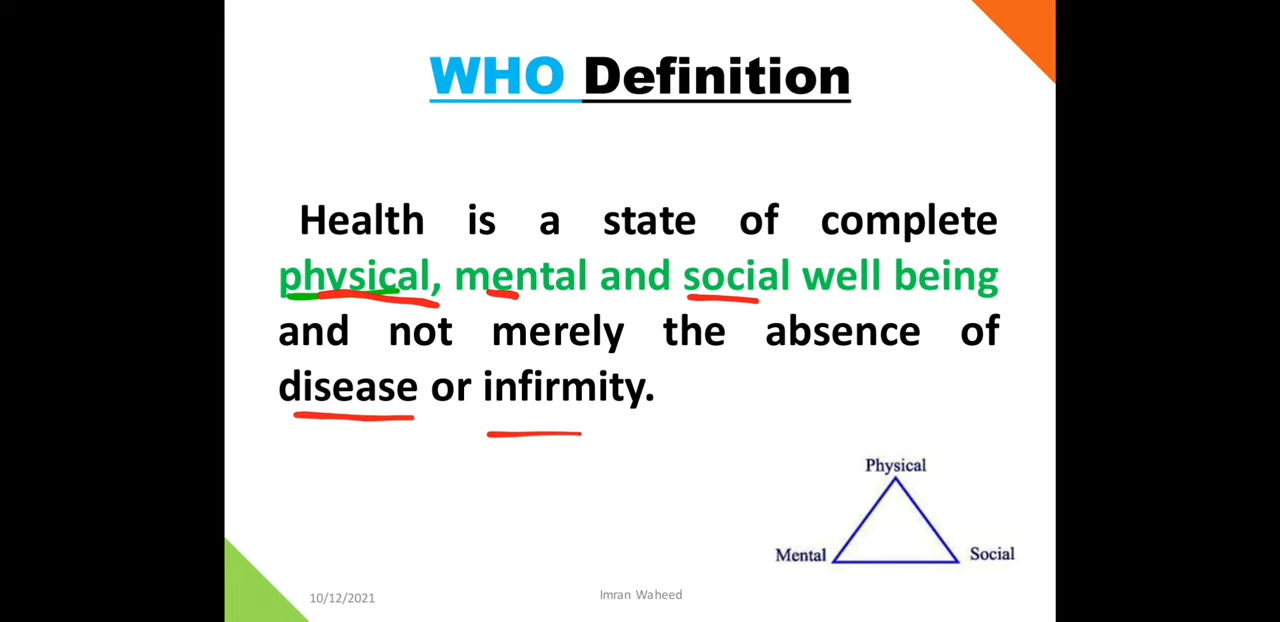 WHO Definition
Health is a state of complete
physical, mental and social well being
and not merely the absence of
disease or infirmity.
Physical
Mental
Social
10/12/2021
Imran Waheed